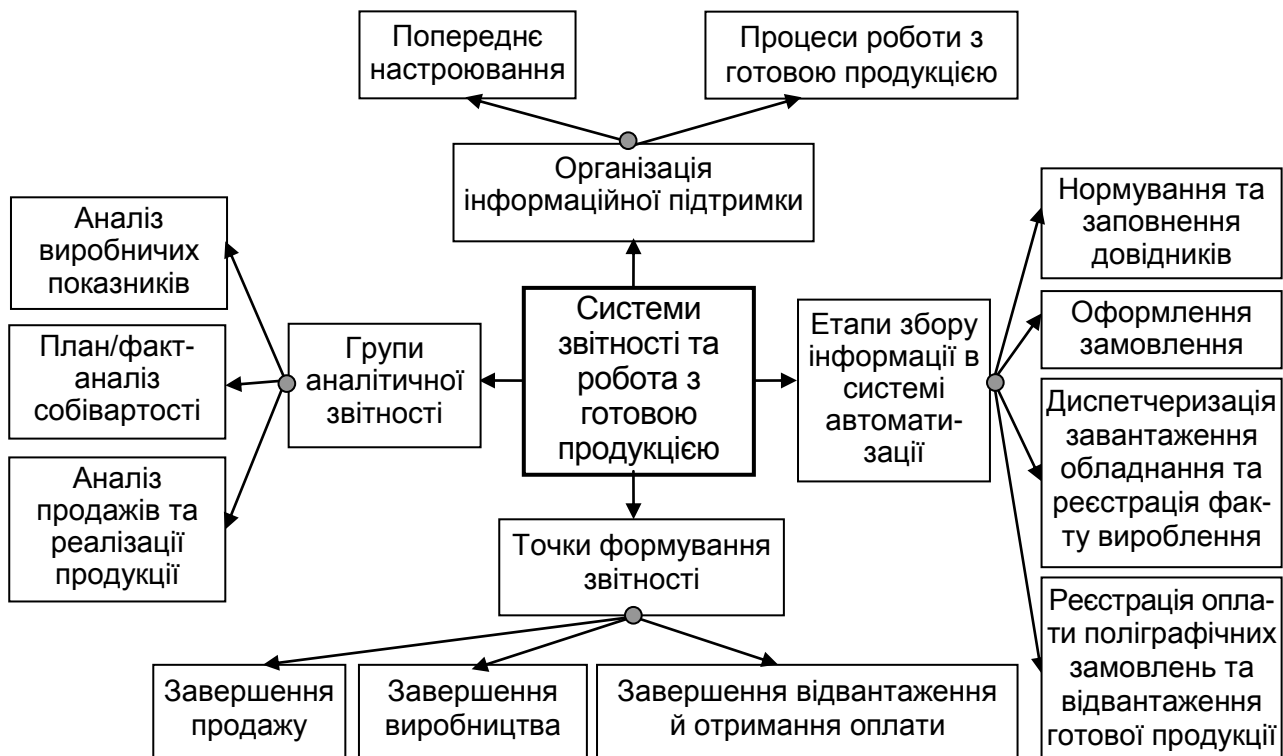 Попереднє
настроювання
Процеси роботи з
готовою продукцією
Організація
інформаційної підтримки
Аналіз
виробничих
показників
План/факт-
аналіз
собівартості
Аналіз
продажів та
реалізації
продукції
Групи
аналітичної
звітності
Системи
звітності та
робота з
готовою
продукцією
Етапи збору
інформації в
системі
автомати-
зації
Нормування та
заповнення
довідників
Оформлення
замовлення
Диспетчеризація
завантаження
обладнання та
реєстрація фак-
ту вироблення
Реєстрація опла-
ти поліграфічних
замовлень та
відвантаження
готової продукції
Точки формування
звітності
Завершення
продажу
Завершення
виробництва
Завершення відвантаження
й отримання оплати